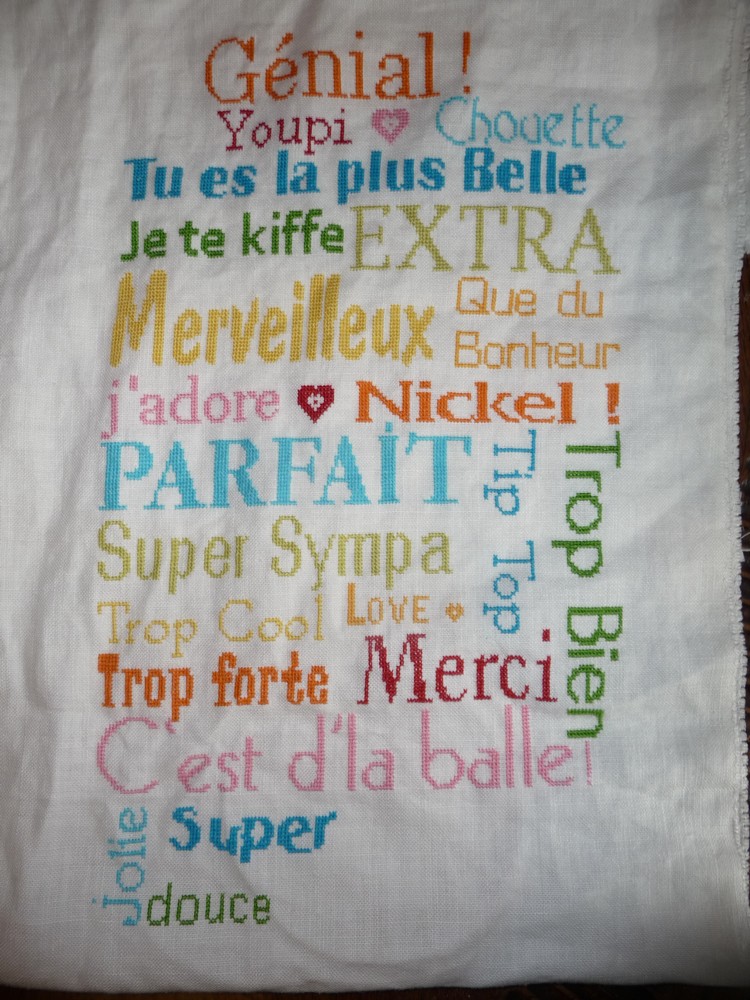 Génial !
Youpi Chouette
Tu es la plus Belle
Je te kiffe EXTRA
Merveilleux
Que du
Bonheur
j'adore Nickel !
PARFAİT
Tip Top
Trop Bien
Super Sympa
Trop Cool LOVE
Trop forte Merci
C'est d'la balle!
jolie
Super
douce